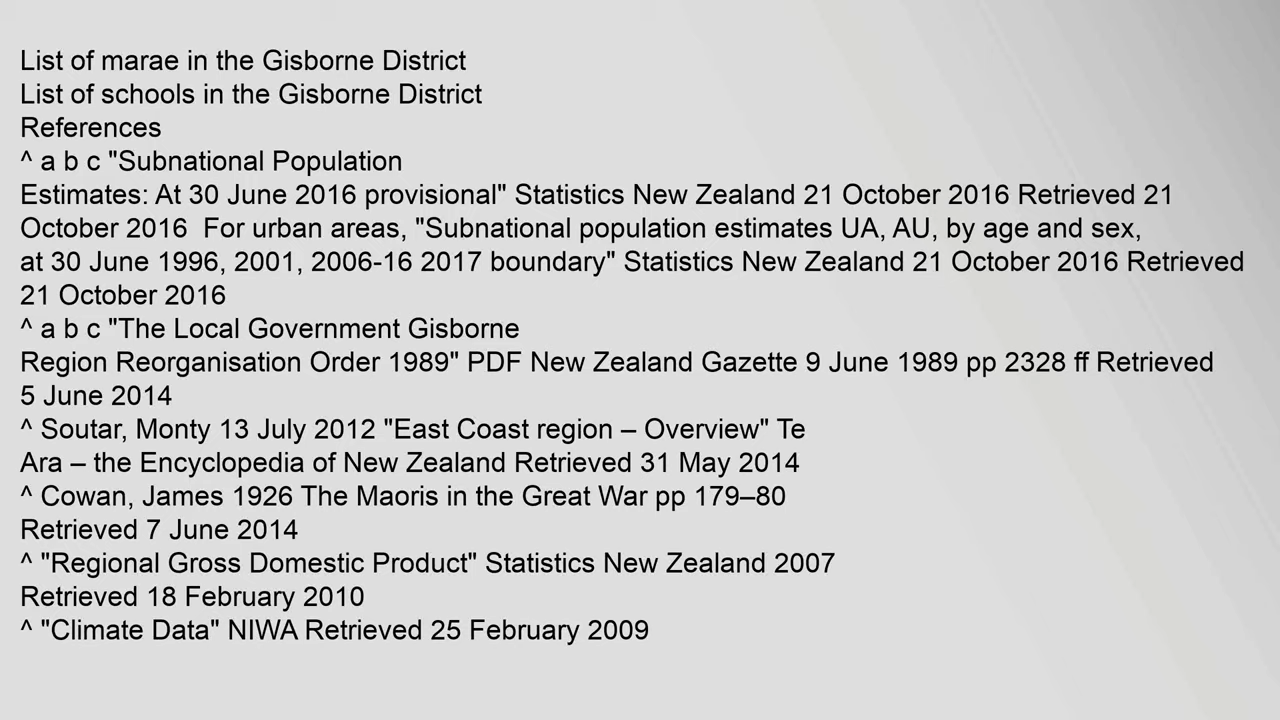 List of marae in the Gisborne District
List of schools in the Gisborne District
References
^ a b c "Subnational Population
Estimates: At 30 June 2016 provisional" Statistics New Zealand 21 October 2016 Retrieved 21
October 2016  For urban areas, "Subnational population estimates UA, AU, by age and sex,
at 30 June 1996, 2001, 2006-16 2017 boundary" Statistics New Zealand 21 October 2016 Retrieved
21 October 2016
^ a b c "The Local Government Gisborne
Region Reorganisation Order 1989" PDF New Zealand Gazette 9 June 1989 pp 2328 ff Retrieved
5 June 2014
^ Soutar, Monty 13 July 2012 "East Coast region – Overview" Te
Ara – the Encyclopedia of New Zealand Retrieved 31 May 2014
^ Cowan, James 1926 The Maoris in the Great War pp 179–80
Retrieved 7 June 2014
^ "Regional Gross Domestic Product" Statistics New Zealand 2007
Retrieved 18 February 2010
^ "Climate Data" NIWA Retrieved 25 February 2009